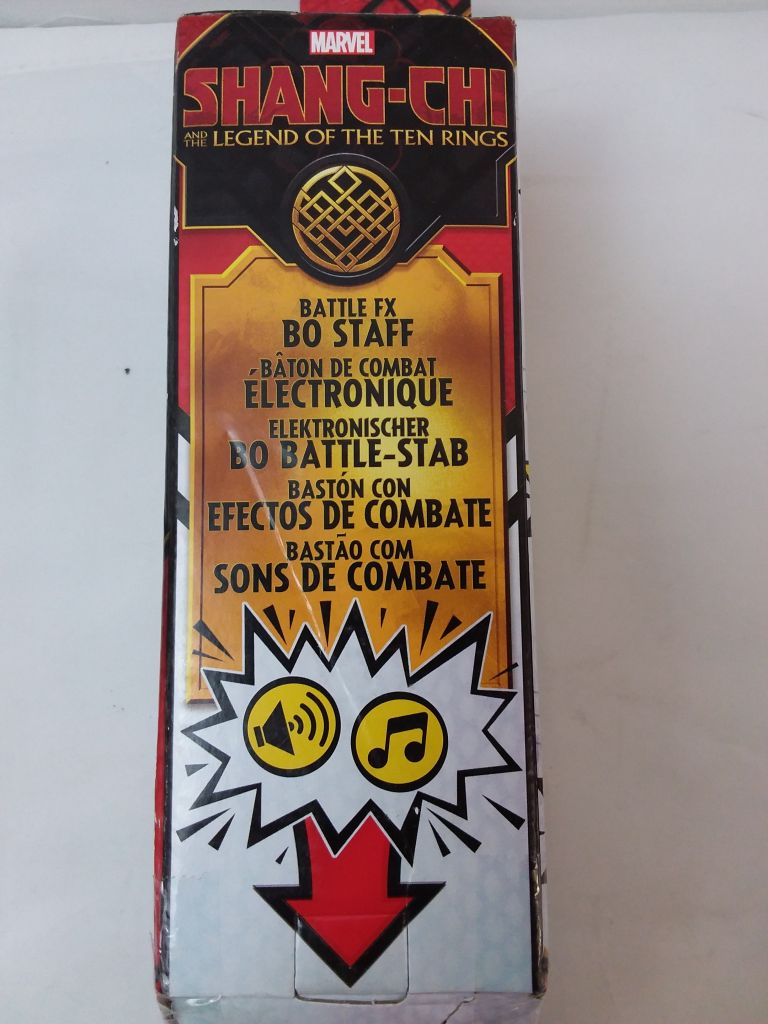 MARVEL
SHANG-CHI
AND THE LEGEND OF THE TEN RINGS
BATTLE FX
BO STAFF
BÂTON DE COMBAT
ÉLECTRONIQUE
ELEKTRONISCHER
BO BATTLE-STAB
BASTÓN CON
EFECTOS DE COMBATE
BASTÃO COM
SONS DE COMBATE